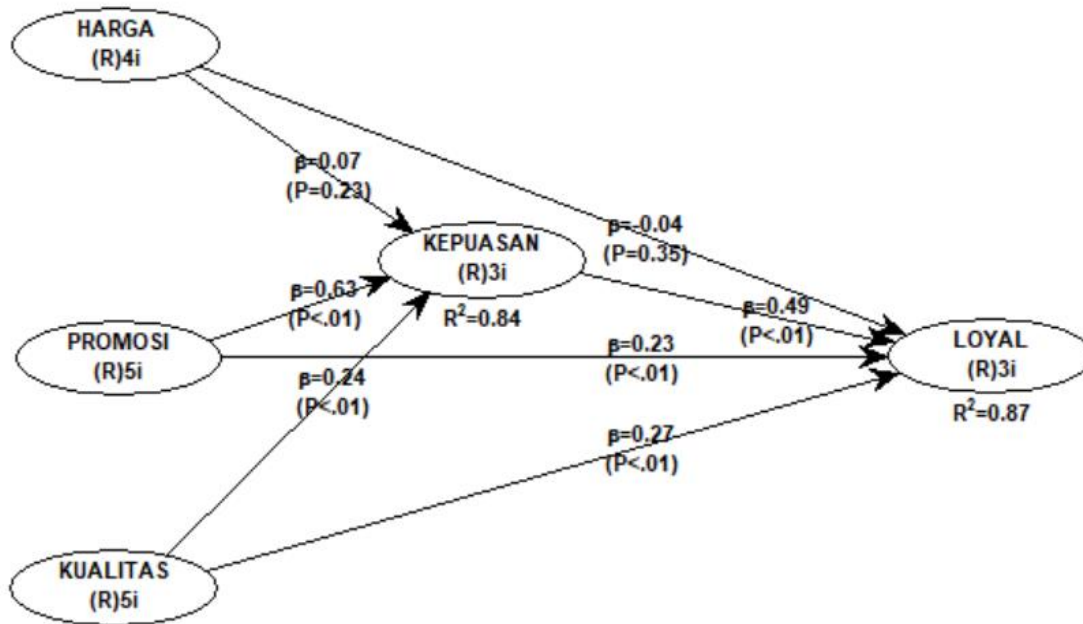 HARGA
(R)4i
β=0.07
(P=0.23)
β=-0.04
(P=0.35)
KEPUASAN
(R)3i
R²=0.84
β=0.63
(P<.01)
β=0.49
(P<.01)
PROMOSI
(R)5i
β=0.23
(P<.01)
LOYAL
(R)3i
R²=0.87
β=0.24
(P<.01)
β=0.27
(P<.01)
KUALITAS
(R)5i